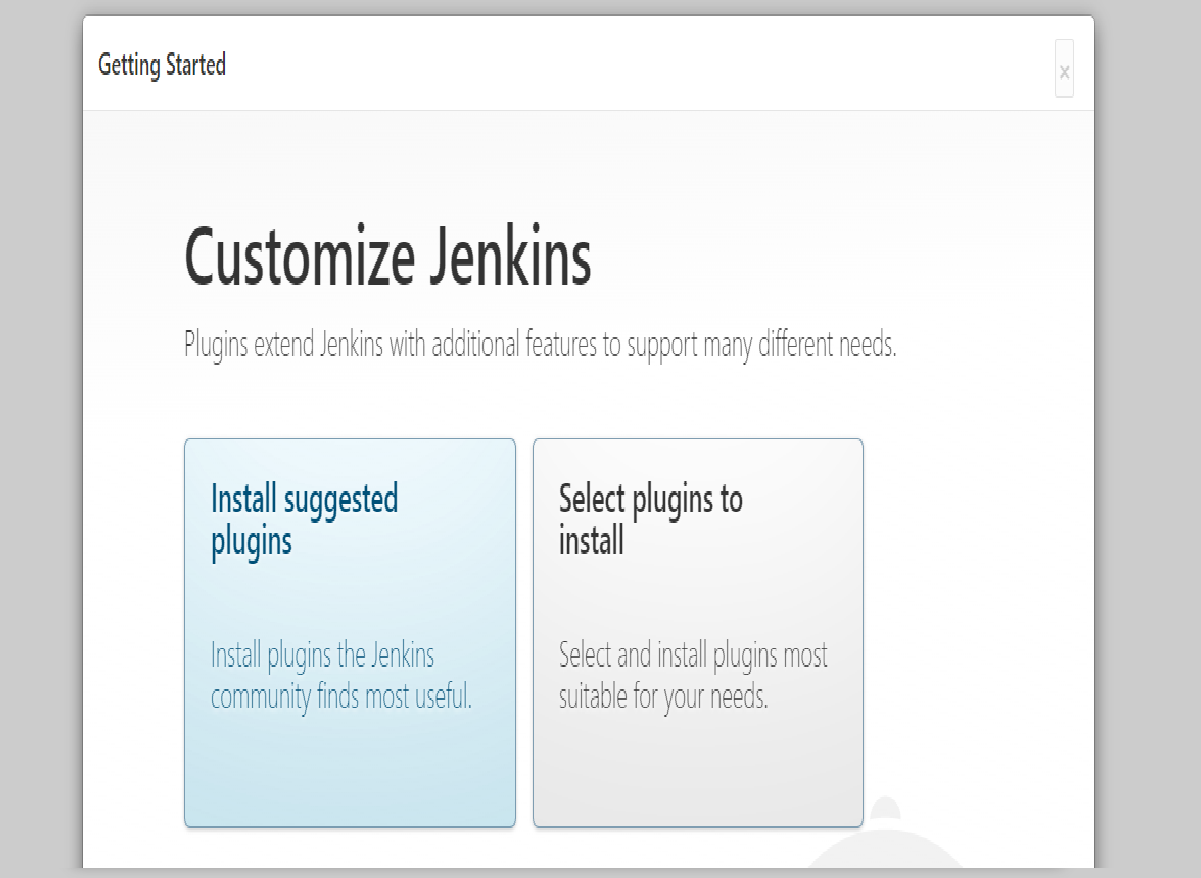 Getting Started
x
Customize Jenkins
Plugins extend Jenkins with additional features to support many different needs.
Install suggested
plugins
Install plugins the Jenkins
community finds most useful.
Select plugins to
install
Select and install plugins most
suitable for your needs.